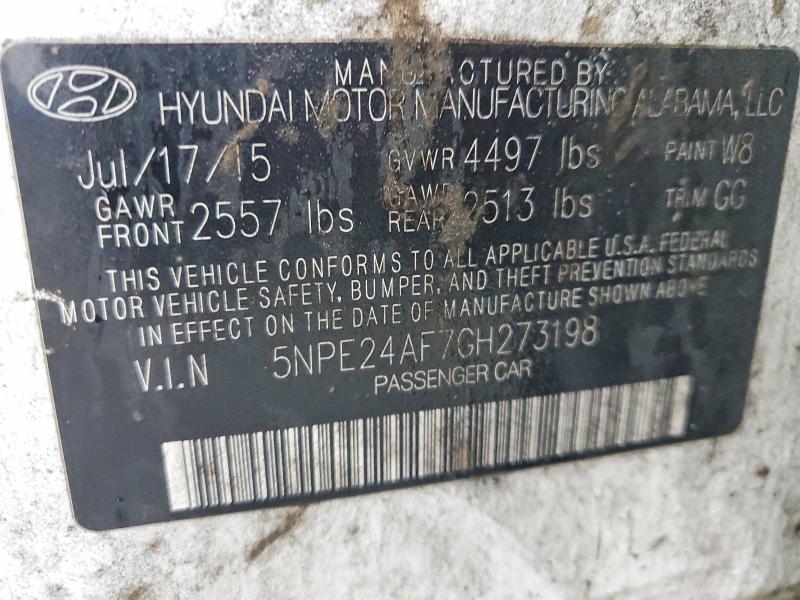 MANUFACTURED BY
HYUNDAI MOTOR MANUFACTURING ALABAMA, LLC
Jul/17/15 GVWR 4497 lbs PAINT W8
GAWR FRONT 2557 lbs GAWR REAR 2513 lbs TRIM GG
THIS VEHICLE CONFORMS TO ALL APPLICABLE U.S.A. FEDERAL
MOTOR VEHICLE SAFETY, BUMPER, AND THEFT PREVENTION STANDARDS
IN EFFECT ON THE DATE OF MANUFACTURE SHOWN ABOVE
V.I.N 5NPE24AF7GH273198
PASSENGER CAR